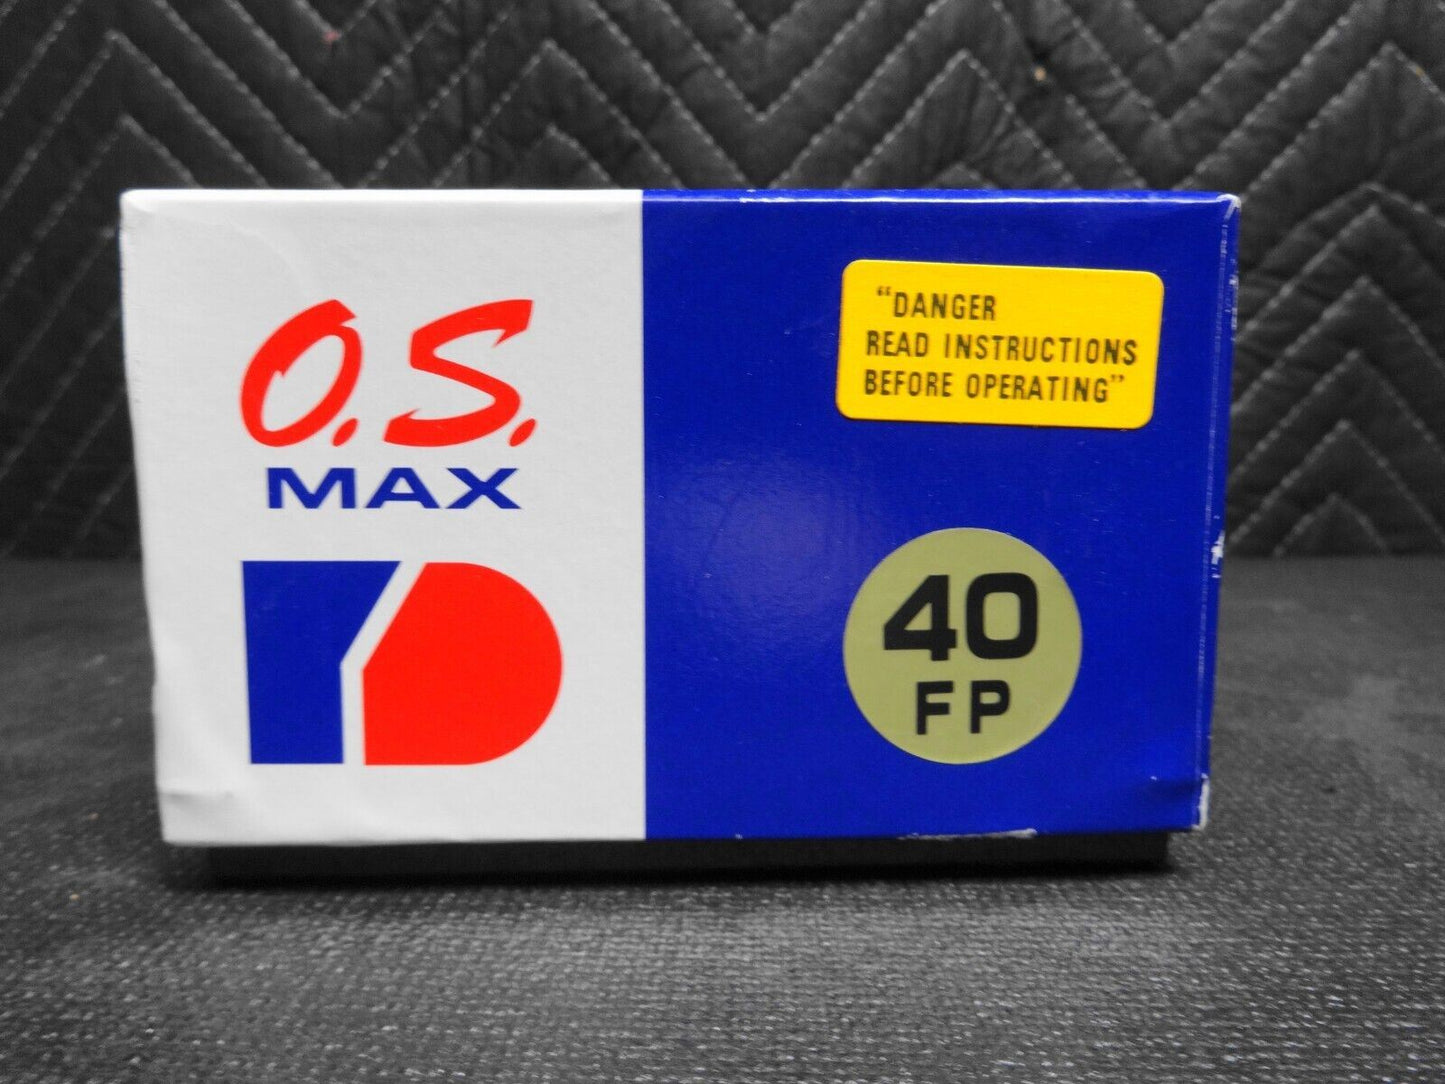 O.S.
MAX
“DANGER
READ INSTRUCTIONS
BEFORE OPERATING”
40
FP